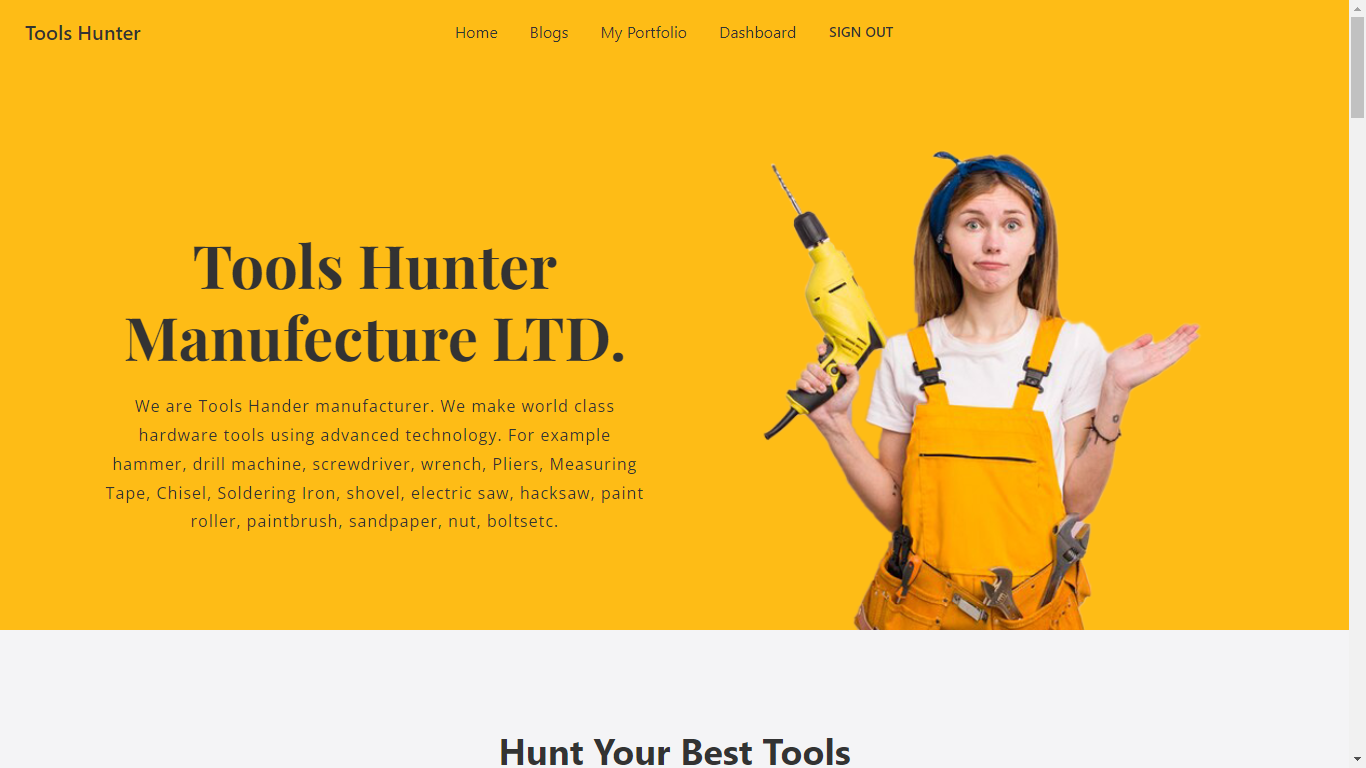 Tools Hunter
Home Blogs My Portfolio Dashboard SIGN OUT
Tools Hunter
Manufecture LTD.
We are Tools Hander manufacturer. We make world class
hardware tools using advanced technology. For example
hammer, drill machine, screwdriver, wrench, Pliers, Measuring
Tape, Chisel, Soldering Iron, shovel, electric saw, hacksaw, paint
roller, paintbrush, sandpaper, nut, boltsetc.
Hunt Your Best Tools